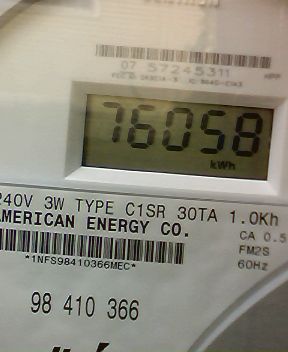 07 57245311
76058
kWh
240V 3W TYPE C1SR 30TA 1.0Kh
AMERICAN ENERGY CO.
CA 0.5
*1NFS98410366MEC*
FM2S
60Hz
98 410 366